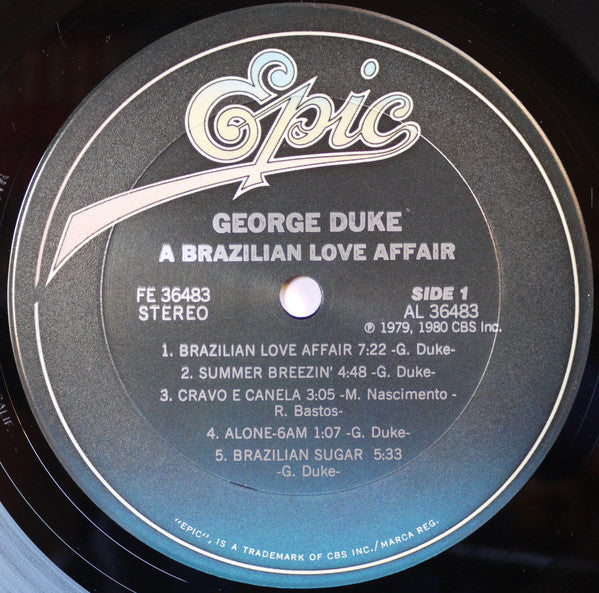 Epic
GEORGE DUKE
A BRAZILIAN LOVE AFFAIR
FE 36483
STEREO
SIDE 1
AL 36483
℗ 1979, 1980 CBS Inc.
1. BRAZILIAN LOVE AFFAIR 7:22 -G. Duke-
2. SUMMER BREEZIN' 4:48 -G. Duke-
3. CRAVO E CANELA 3:05 -M. Nascimento -
R. Bastos-
4. ALONE-6AM 1:07 -G. Duke-
5. BRAZILIAN SUGAR 5:33
-G. Duke-
"EPIC", IS A TRADEMARK OF CBS INC./MARCA REG.